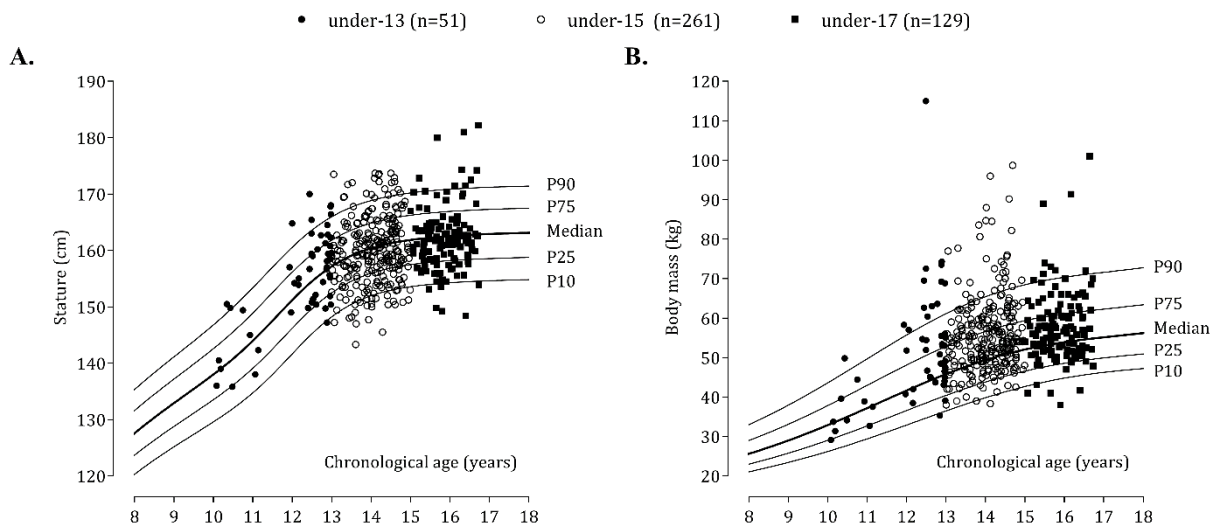 under-13 (n=51) under-15 (n=261) under-17 (n=129)
A.
Stature (cm)
190
180
170
160
150
140
130
120
P90
P75
Median
P25
P10
Chronological age (years)
8 9 10 11 12 13 14 15 16 17 18
B.
Body mass (kg)
120
110
100
90
80
70
60
50
40
30
20
P90
P75
Median
P25
P10
Chronological age (years)
8 9 10 11 12 13 14 15 16 17 18